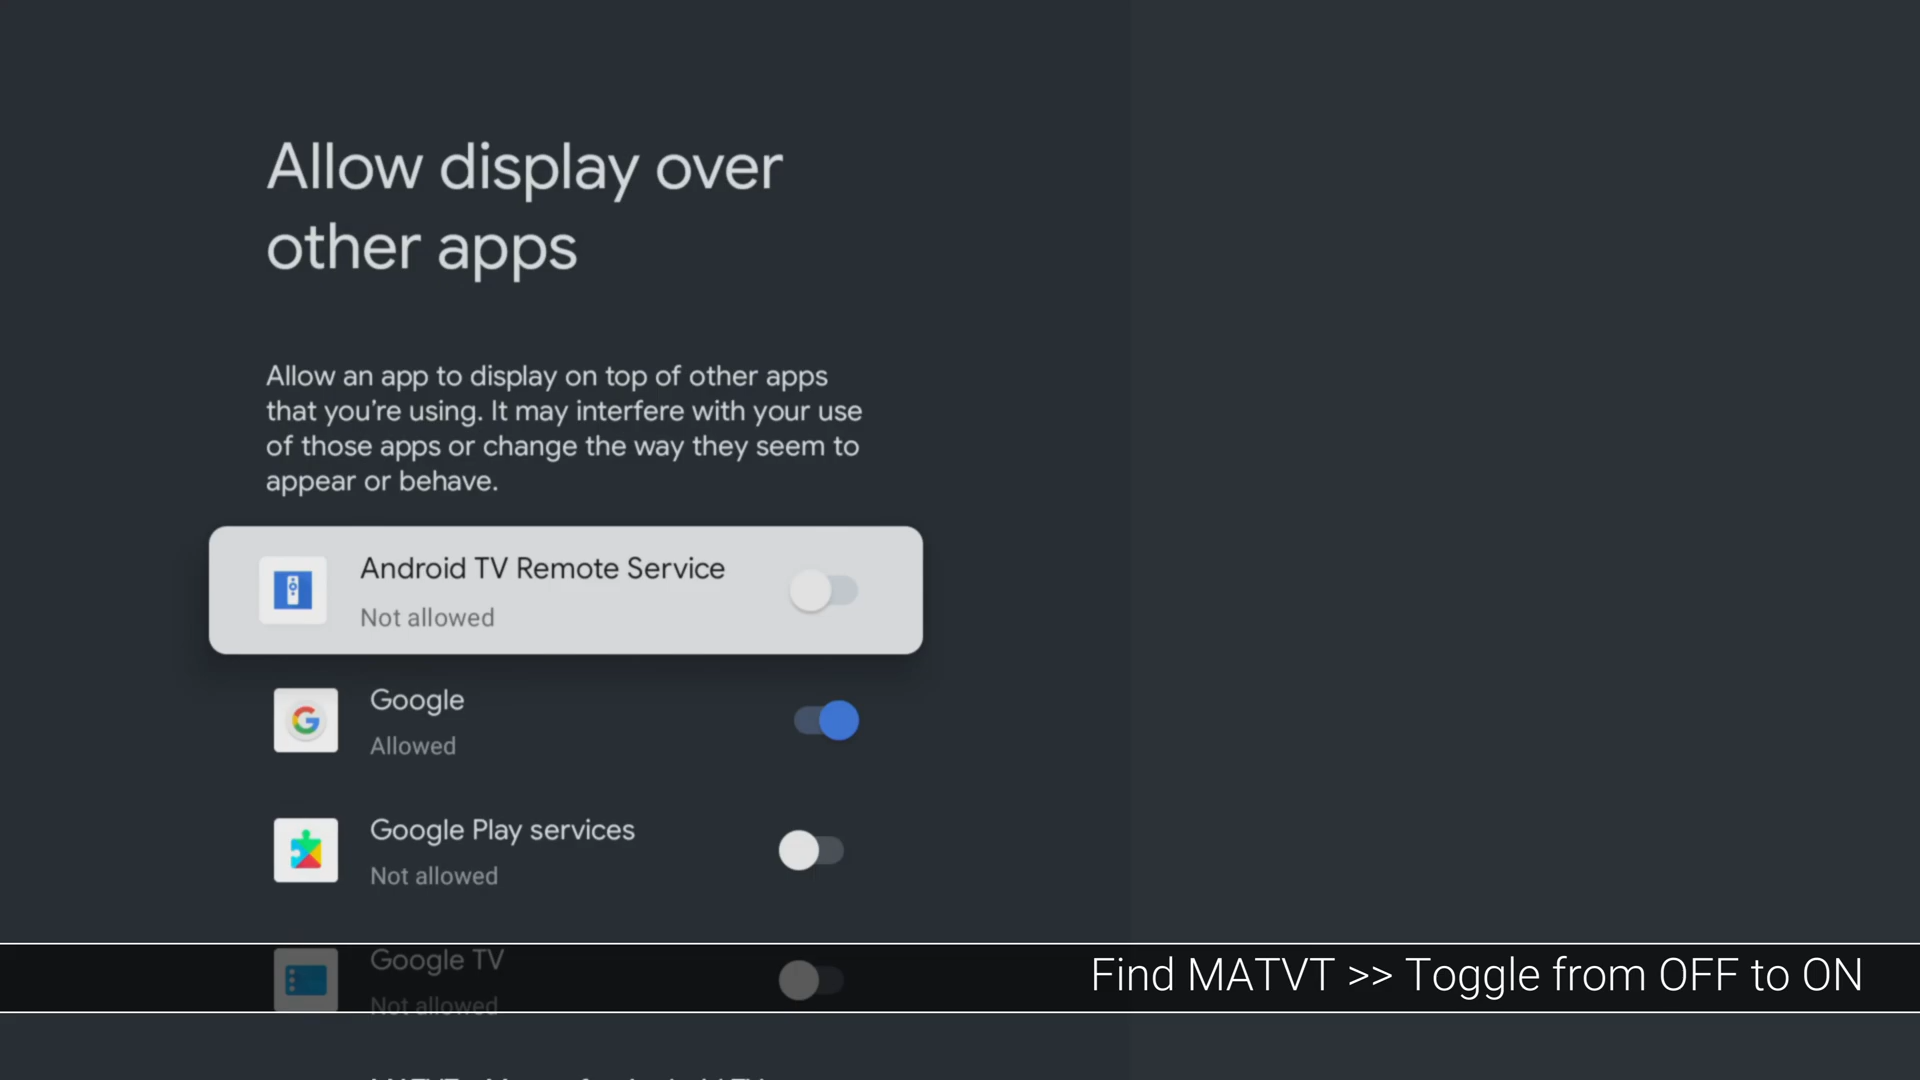 Allow display over
other apps
Allow an app to display on top of other apps
that you're using. It may interfere with your use
of those apps or change the way they seem to
appear or behave.
Android TV Remote Service
Not allowed
Google
Allowed
Google Play services
Not allowed
Google TV
Not allowed
Find MATVT >> Toggle from OFF to ON